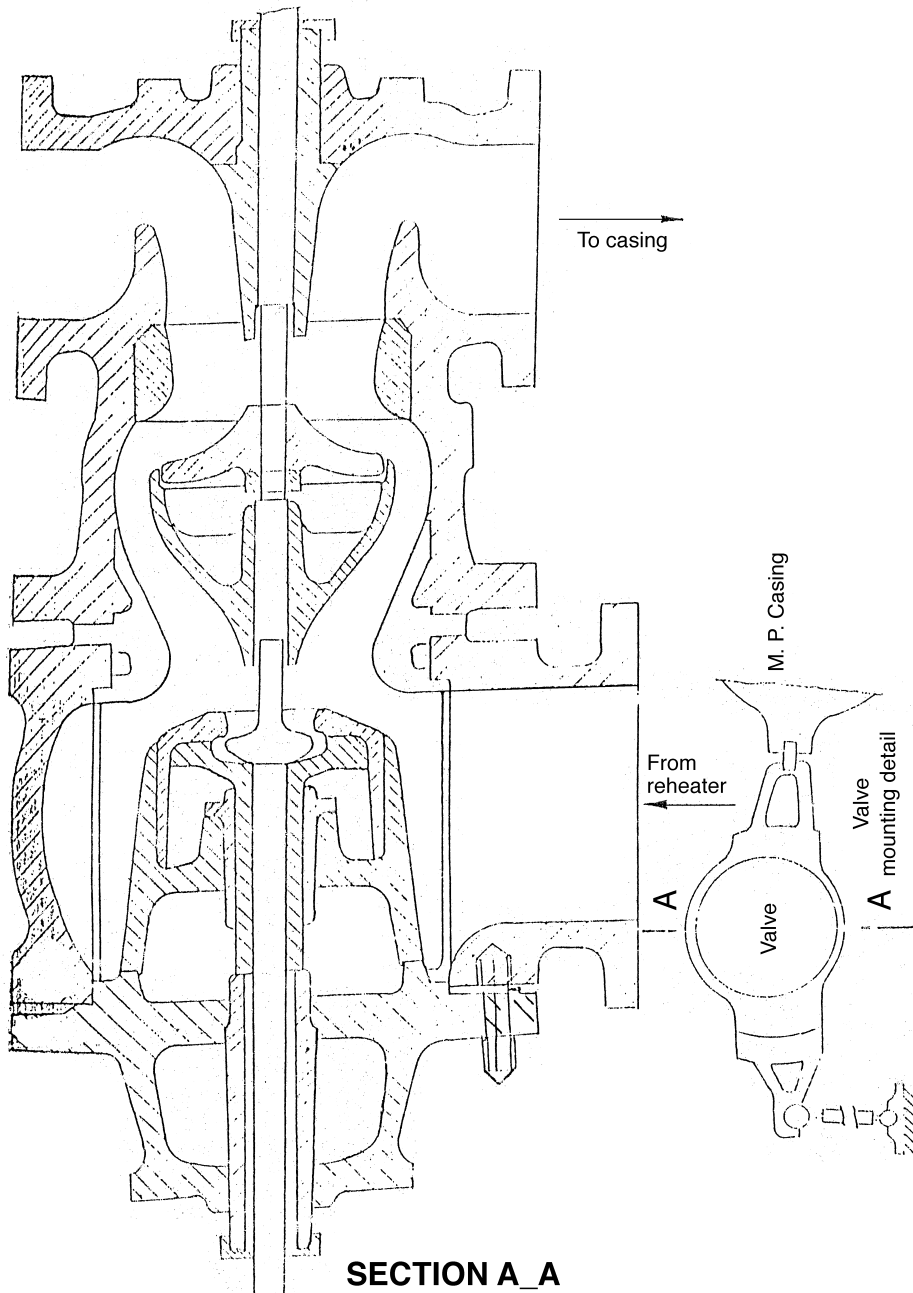 To casing
M. P. Casing
From
reheater
Valve
mounting detail
A
A
Valve
SECTION A_A